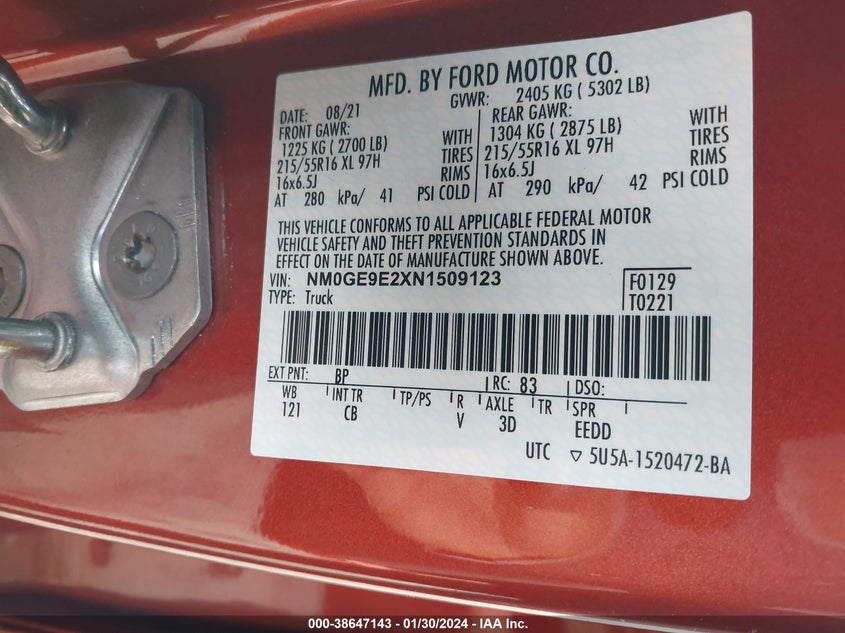 MFD. BY FORD MOTOR CO.
DATE: 08/21 GVWR: 2405 KG ( 5302 LB)
FRONT GAWR: REAR GAWR:
1225 KG ( 2700 LB) WITH 1304 KG ( 2875 LB) WITH
215/55R16 XL 97H TIRES 215/55R16 XL 97H TIRES
16x6.5J RIMS 16x6.5J RIMS
AT 280 kPa/ 41 PSI COLD AT 290 kPa/ 42 PSI COLD
THIS VEHICLE CONFORMS TO ALL APPLICABLE FEDERAL MOTOR
VEHICLE SAFETY AND THEFT PREVENTION STANDARDS IN
EFFECT ON THE DATE OF MANUFACTURE SHOWN ABOVE.
VIN: NM0GE9E2XN1509123 F0129
TYPE: Truck T0221
EXT PNT: BP RC: 83 DSO:
WB INT TR TP/PS R AXLE TR SPR
121 CB V 3D EEDD
UTC ▽ 5U5A-1520472-BA
000-38647143 - 01/30/2024 - IAA Inc.